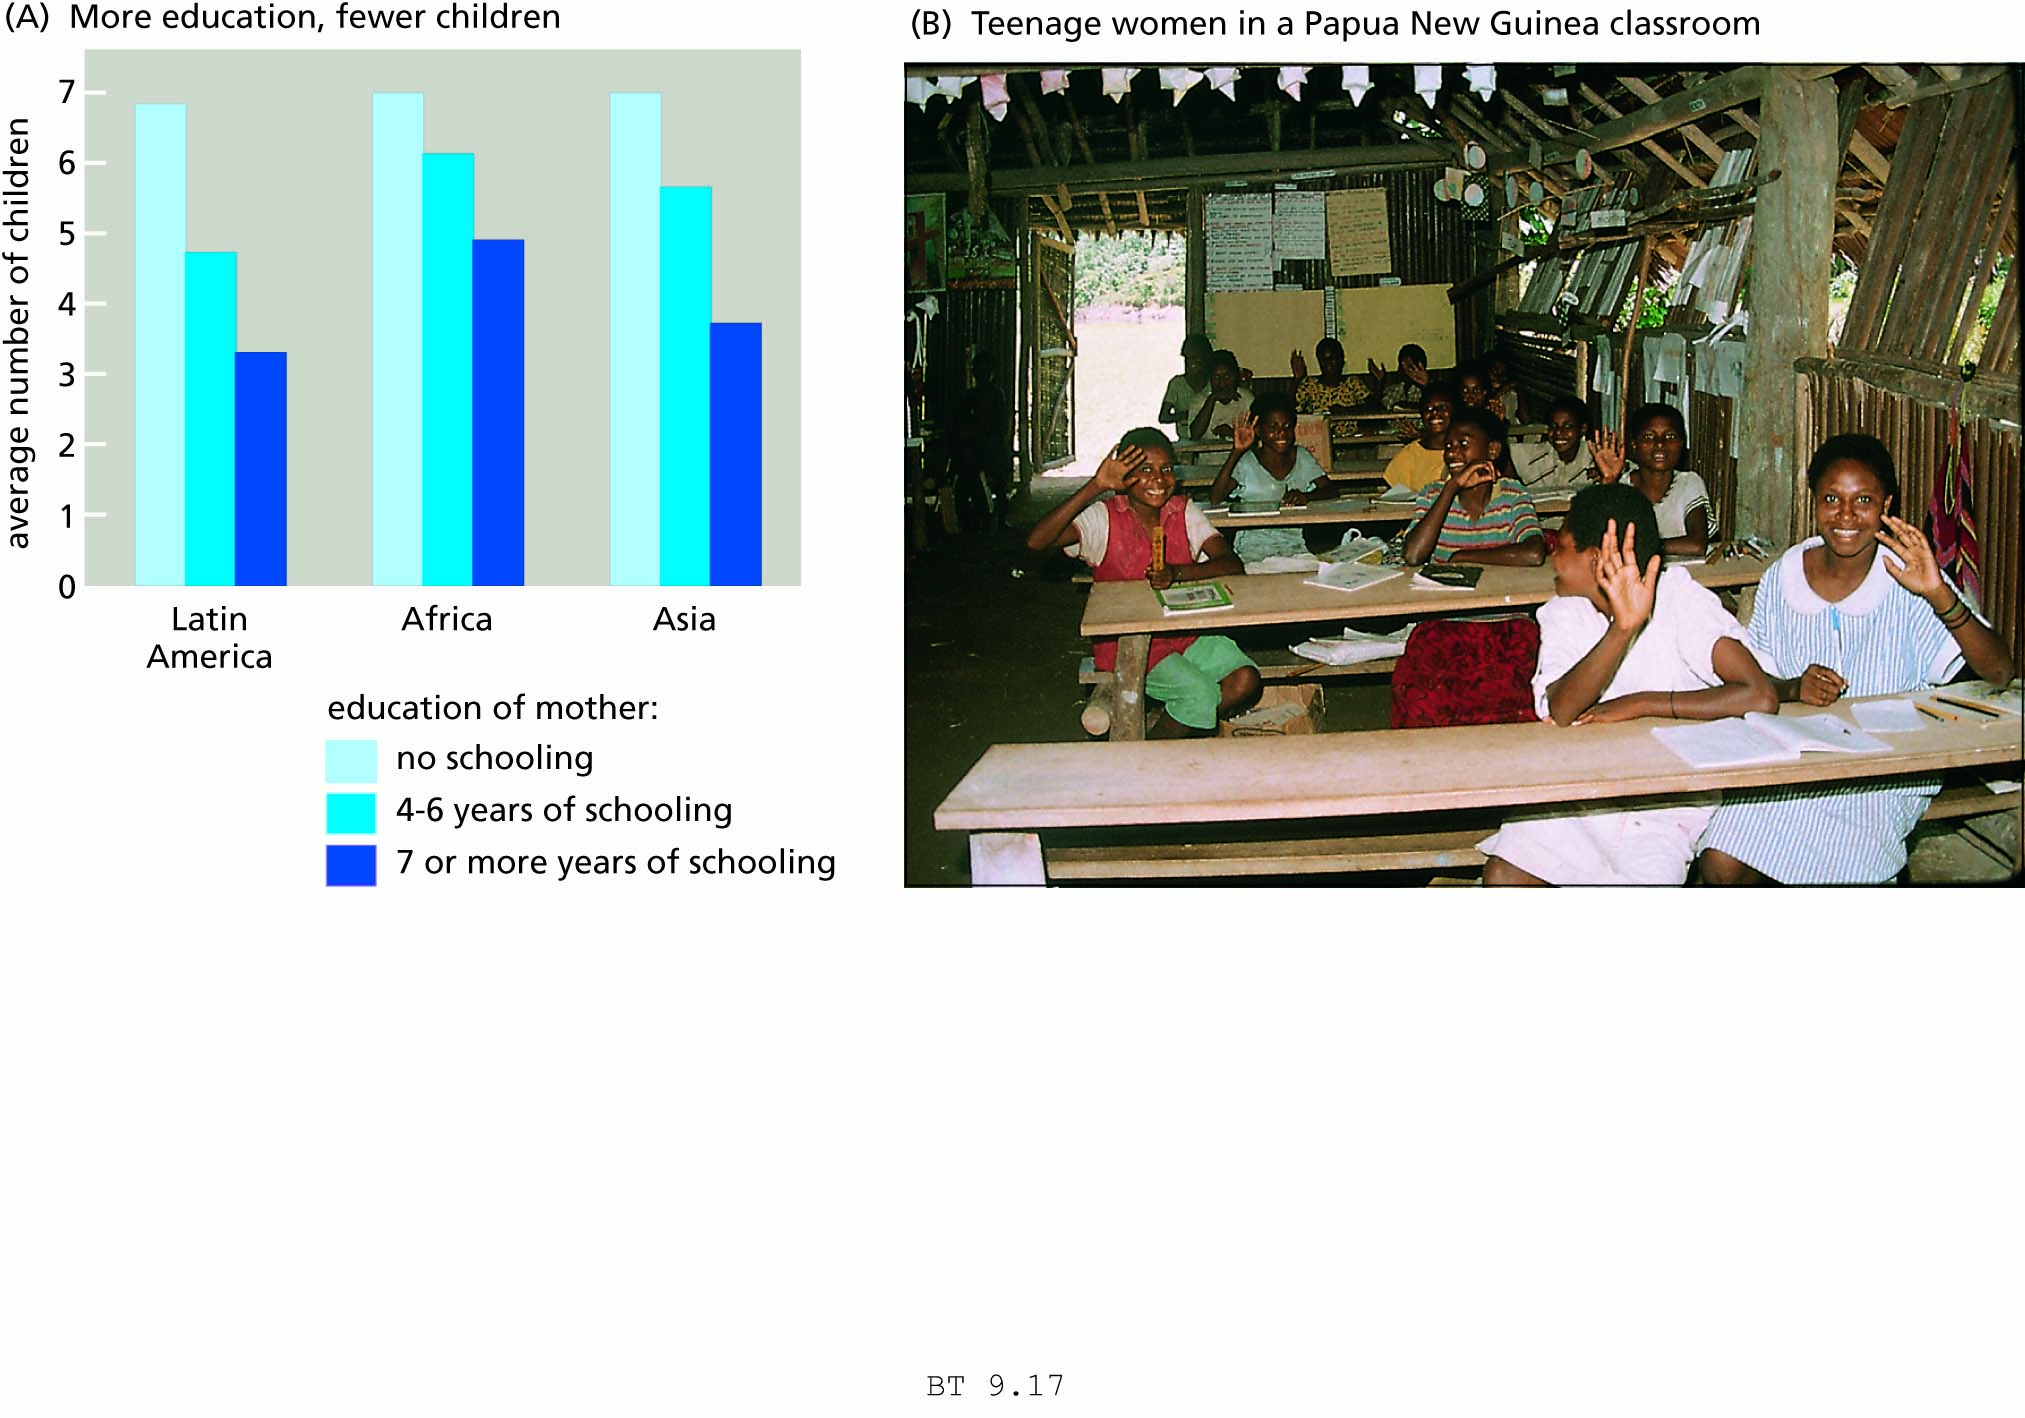 (A) More education, fewer children
average number of children
7
6
5
4
3
2
1
0
Latin
America
Africa
Asia
education of mother:
no schooling
4-6 years of schooling
7 or more years of schooling
(B) Teenage women in a Papua New Guinea classroom
BT 9.17